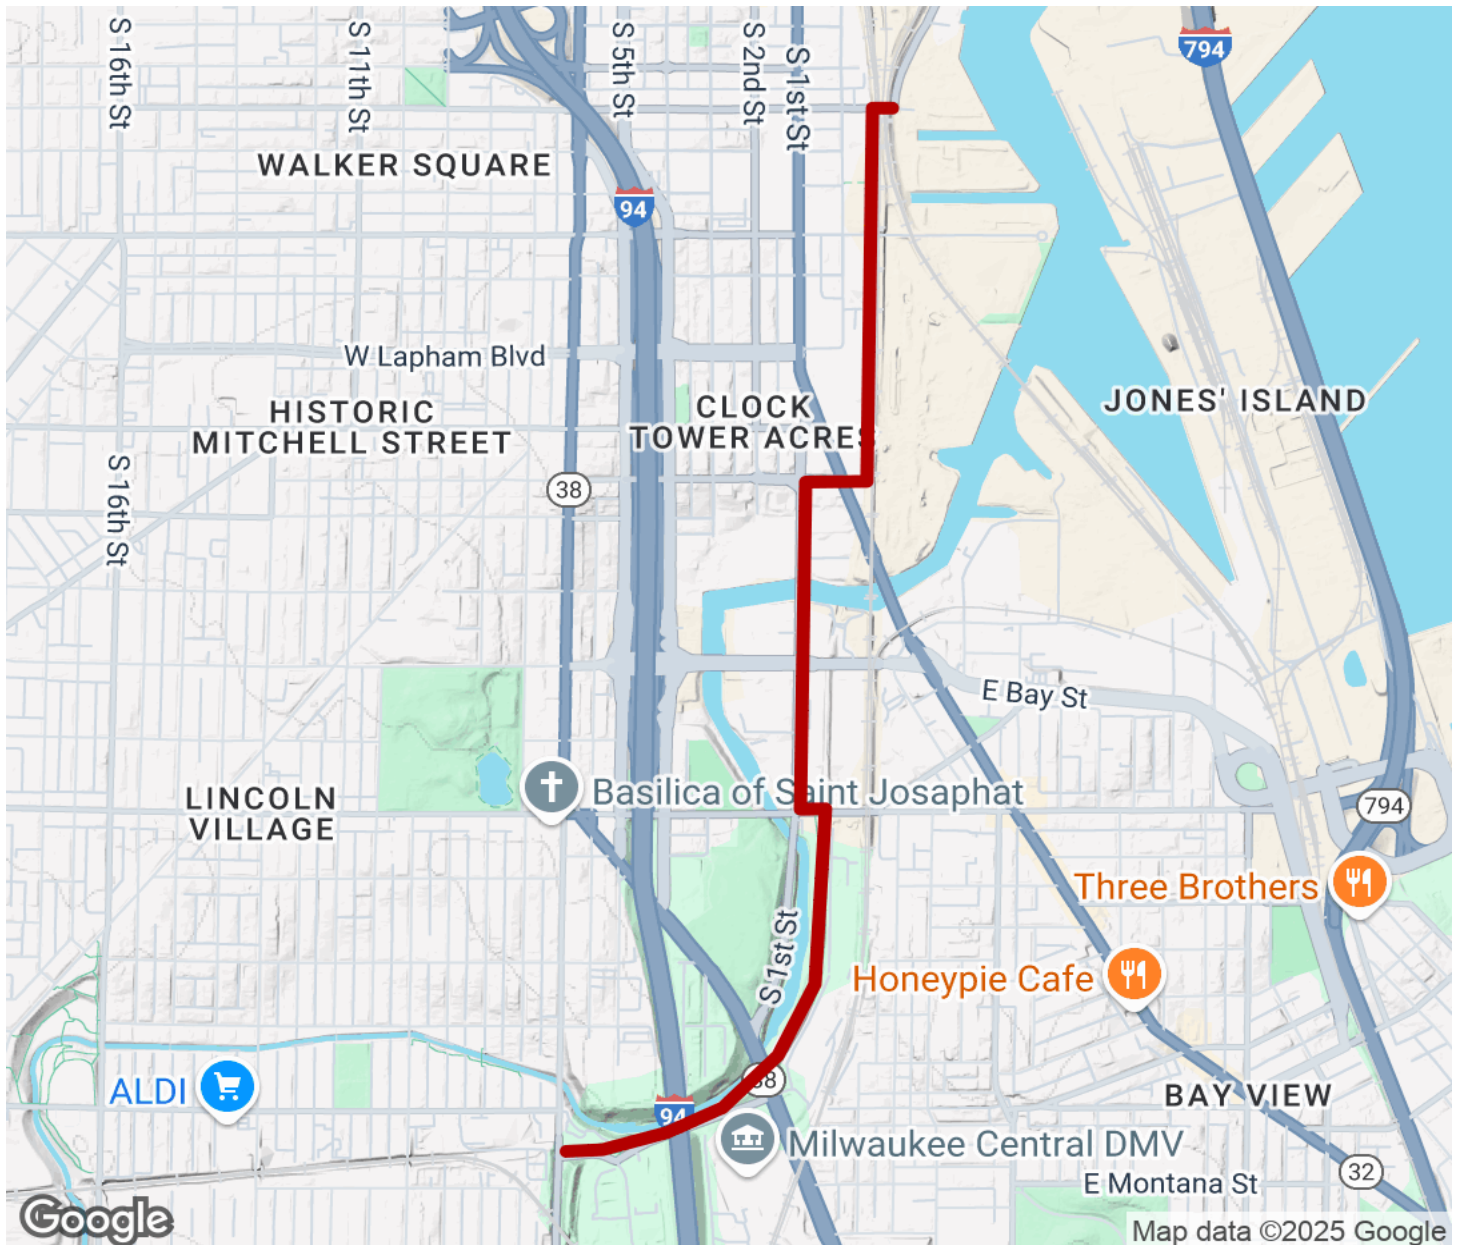 S 16th St
S 11th St
S 5th St
S 2nd St
S 1st St
794
WALKER SQUARE
94
W Lapham Blvd
HISTORIC
MITCHELL STREET
CLOCK
TOWER ACRES
JONES' ISLAND
S 16th St
38
E Bay St
LINCOLN
VILLAGE
Basilica of Saint Josaphat
794
Three Brothers
S 1st St
Honeypie Cafe
ALDI
38
94
BAY VIEW
Milwaukee Central DMV
E Montana St
32
Google
Map data ©2025 Google